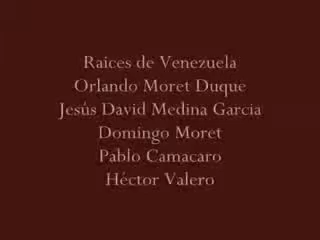 Raices de Venezuela
Orlando Moret Duque
Jesús David Medina Garcia
Domingo Moret
Pablo Camacaro
Héctor Valero